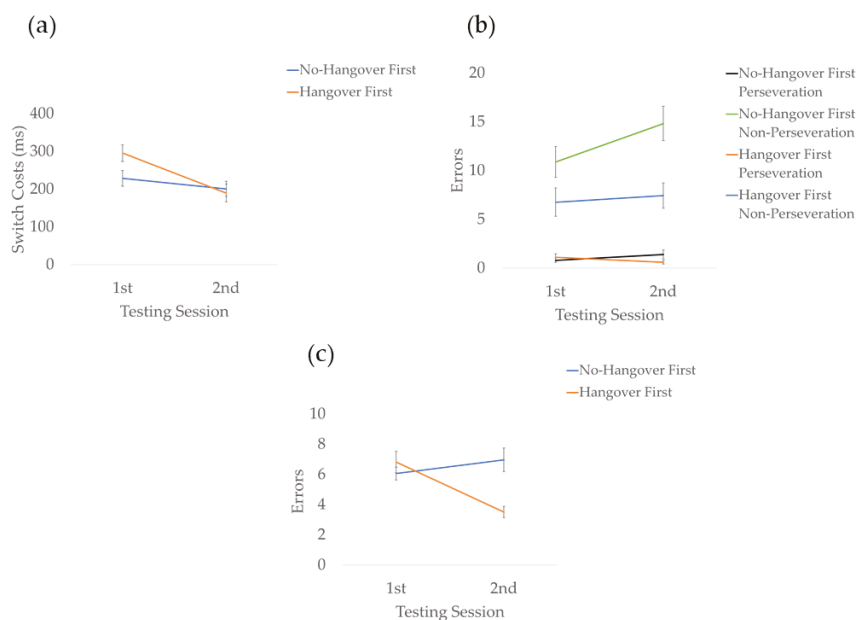 (a)
No-Hangover First
Hangover First
400
300
200
100
0
Switch Costs (ms)
1st
2nd
Testing Session
(b)
No-Hangover First
Perseveration
No-Hangover First
Non-Perseveration
Hangover First
Perseveration
Hangover First
Non-Perseveration
20
15
10
5
0
Errors
1st
2nd
Testing Session
(c)
No-Hangover First
Hangover First
10
8
6
4
2
0
Errors
1st
2nd
Testing Session